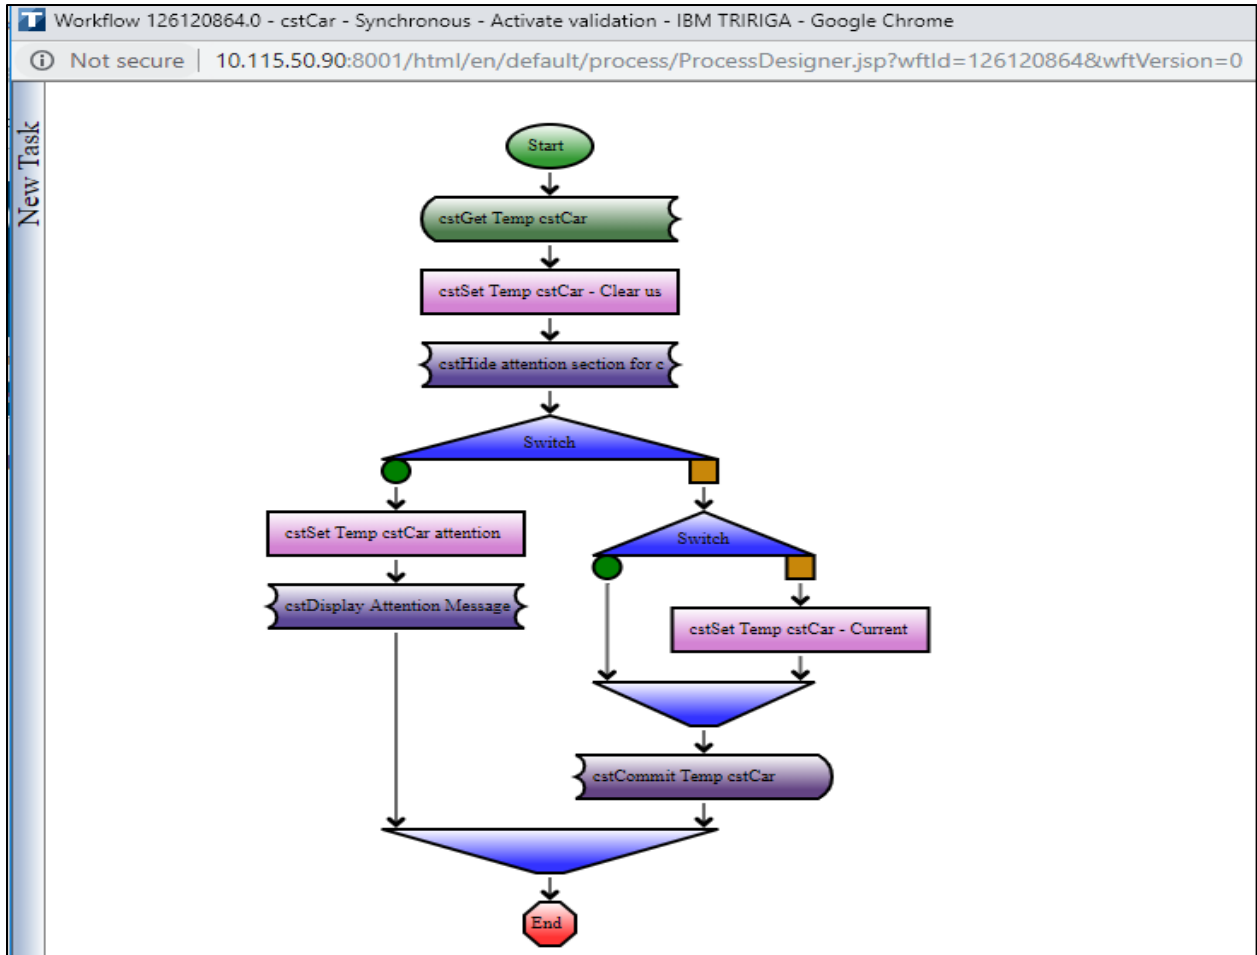 Workflow 126120864.0 - cstCar - Synchronous - Activate validation - IBM TRIRIGA - Google Chrome
Not secure | 10.115.50.90:8001/html/en/default/process/ProcessDesigner.jsp?wftId=126120864&wftVersion=0
New Task
Start
cstGet Temp cstCar
cstSet Temp cstCar - Clear us
cstHide attention section for c
Switch
cstSet Temp cstCar attention
Switch
cstDisplay Attention Message
cstSet Temp cstCar - Current
cstCommit Temp cstCar
End